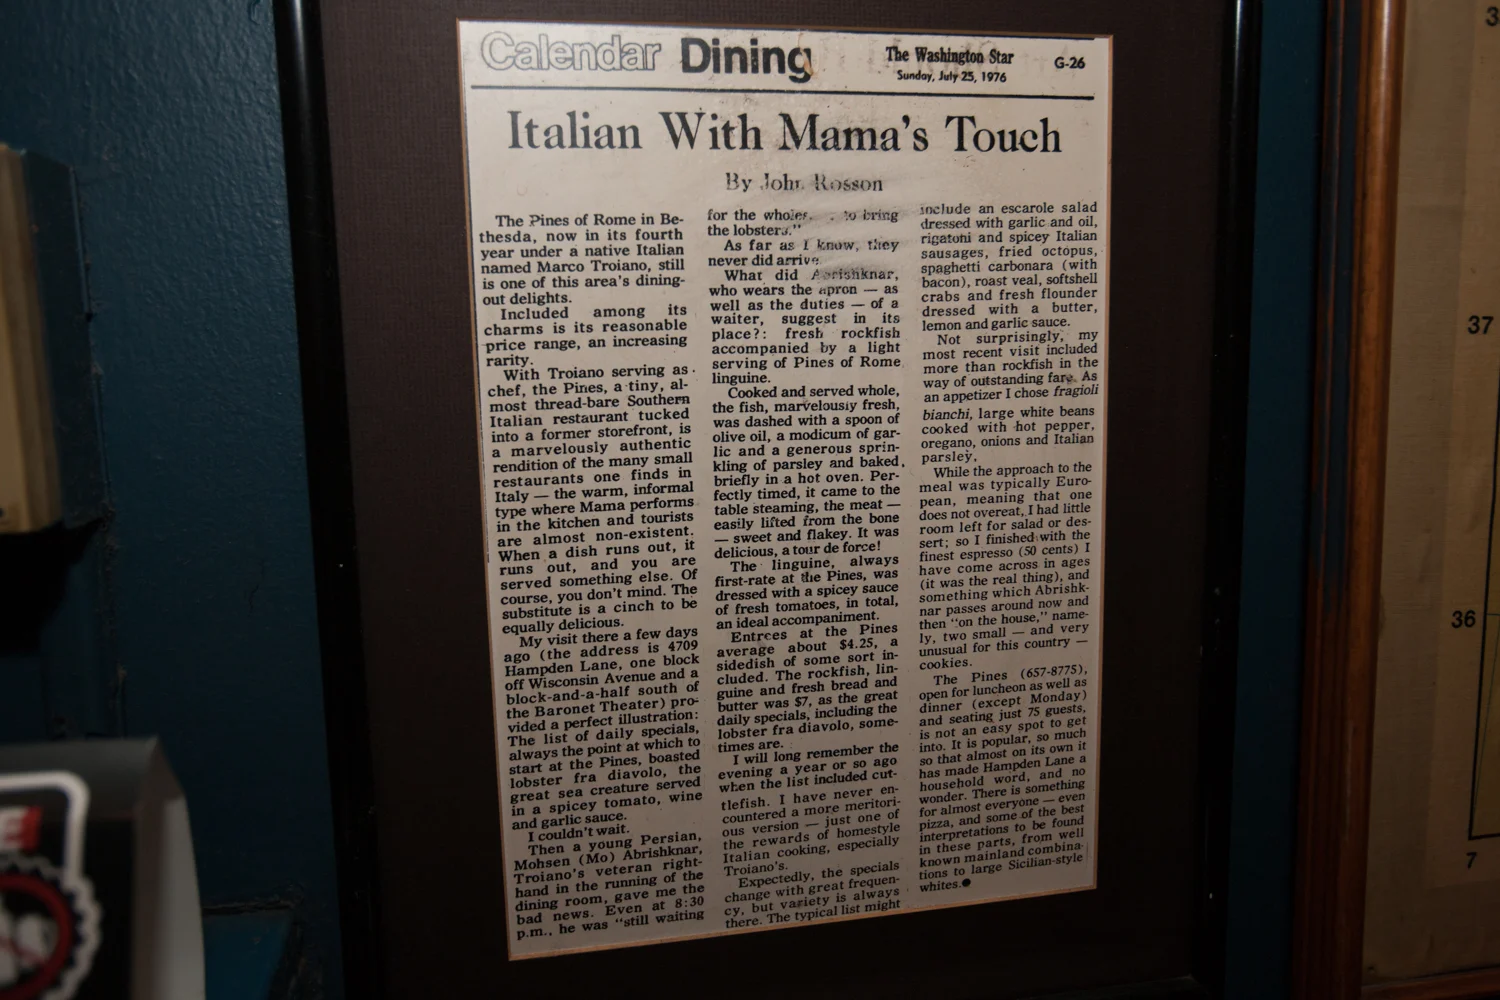 Calendar Dining
The Washington Star
Sunday, July 25, 1976
G-26
Italian With Mama's Touch
By John Rosson
The Pines of Rome in Be-
thesda, now in its fourth
year under a native Italian
named Marco Troiano, still
is one of this area's dining-
out delights.
Included among its
charms is its reasonable
price range, an increasing
rarity.
With Troiano serving as
chef, the Pines, a tiny, al-
most thread-bare Southern
Italian restaurant tucked
into a former storefront, is
a marvelously authentic
rendition of the many small
restaurants one finds in
Italy — the warm, informal
type where Mama performs
in the kitchen and tourists
are almost non-existent.
When a dish runs out, it
runs out, and you are
served something else. Of
course, you don't mind. The
substitute is a cinch to be
equally delicious.
My visit there a few days
ago (the address is 4709
Hampden Lane, one block
off Wisconsin Avenue and a
block-and-a-half south of
the Baronet Theater) pro-
vided a perfect illustration:
The list of daily specials,
always the point at which to
start at the Pines, boasted
lobster fra diavolo, the
great sea creature served
in a spicey tomato, wine
and garlic sauce.
I couldn't wait.
Then a young Persian,
Mohsen (Mo) Abrishknar,
Troiano's veteran right-
hand in the running of the
dining room, gave me the
bad news. Even at 8:30
p.m., he was "still waiting
for the to bring
the lobsters."
As far as I know, they
never did arrive.
What did Abrishknar,
who wears the apron — as
well as the duties — of a
waiter, suggest in its
place?: fresh rockfish
accompanied by a light
serving of Pines of Rome
linguine.
Cooked and served whole,
the fish, marvelously fresh,
was dashed with a spoon of
olive oil, a modicum of gar-
lic and a generous sprin-
kling of parsley and baked
briefly in a hot oven. Per-
fectly timed, it came to the
table steaming, the meat —
easily lifted from the bone
— sweet and flakey. It was
delicious, a tour de force!
The linguine, always
first-rate at the Pines, was
dressed with a spicey sauce
of fresh tomatoes, in total,
an ideal accompaniment.
Entrees at the Pines
average about $4.25, a
sidedish of some sort in-
cluded. The rockfish, lin-
guine and fresh bread and
butter was $7, as the great
daily specials, including the
lobster fra diavolo, some-
times are.
I will long remember the
evening a year or so ago
when the list included cut-
tlefish. I have never en-
countered a more meritori-
ous version — just one of
the rewards of homestyle
Italian cooking, especially
Troiano's.
Expectedly, the specials
change with great frequen-
cy, but variety is always
there. The typical list might
include an escarole salad
dressed with garlic and oil,
rigatoni and spicey Italian
sausages, fried octopus,
spaghetti carbonara (with
bacon), roast veal, softshell
crabs and fresh flounder
dressed with a butter,
lemon and garlic sauce.
Not surprisingly, my
most recent visit included
more than rockfish in the
way of outstanding fare. As
an appetizer I chose fragioli
bianchi, large white beans
cooked with hot pepper,
oregano, onions and Italian
parsley.
While the approach to the
meal was typically Euro-
pean, meaning that one
does not overeat, I had little
room left for salad or des-
sert; so I finished with the
finest espresso (50 cents) I
have come across in ages
(it was the real thing), and
something which Abrishk-
nar passes around now and
then "on the house," name-
ly, two small — and very
unusual for this country —
cookies.
The Pines (657-8775),
open for luncheon as well as
dinner (except Monday)
and seating just 75 guests,
is not an easy spot to get
into. It is popular, so much
so that almost on its own it
has made Hampden Lane a
household word, and no
wonder. There is something
for almost everyone — even
pizza, and some of the best
interpretations to be found
in these parts, from well
known mainland combina-
tions to large Sicilian-style
whites.●
37
36
7